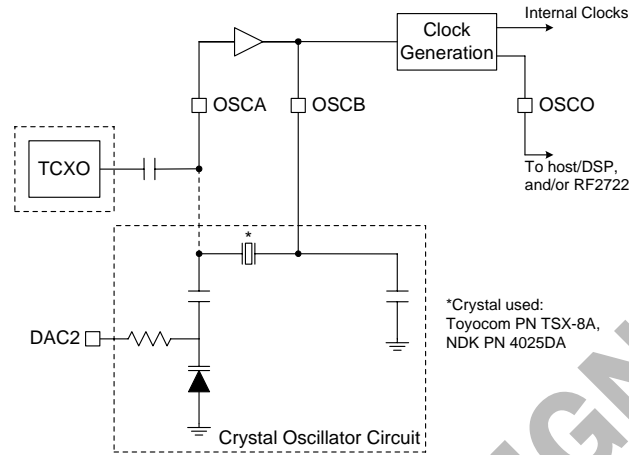 Internal Clocks
Clock
Generation
OSCA
OSCB
OSCO
TCXO
To host/DSP,
and/or RF2722
*
*Crystal used:
Toyocom PN TSX-8A,
NDK PN 4025DA
DAC2
Crystal Oscillator Circuit